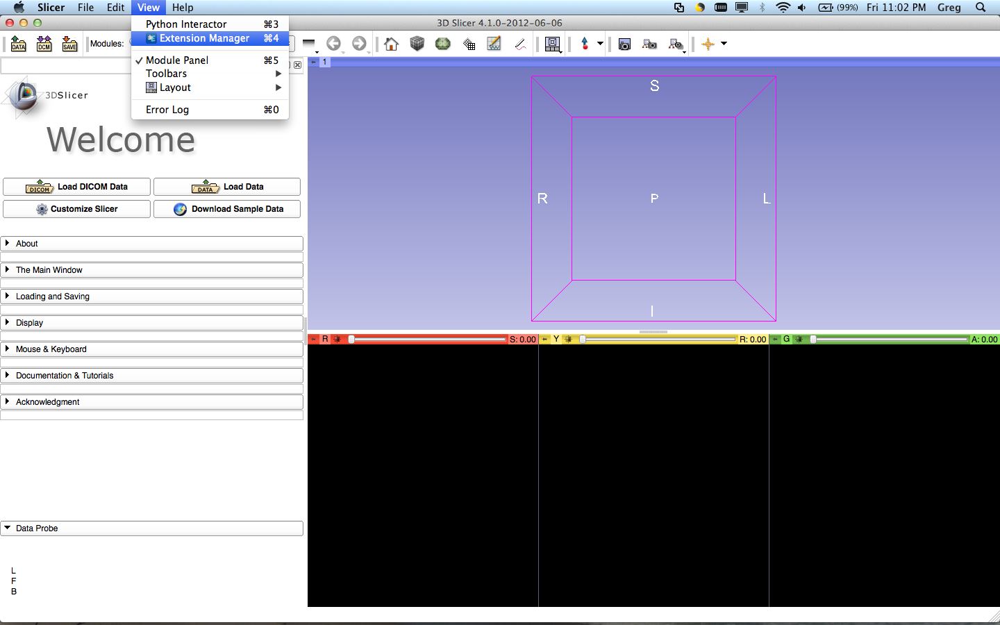 Slicer File Edit View Help (99%) Fri 11:02 PM Greg
3D Slicer 4.1.0-2012-06-06
Python Interactor ⌘3
Extension Manager ⌘4
✓ Module Panel ⌘5
Toolbars
Layout
Error Log ⌘0
DATA DCM SAVE Modules:
1
3DSlicer
Welcome
DICOM Load DICOM Data
DATA Load Data
Customize Slicer
Download Sample Data
About
The Main Window
Loading and Saving
Display
Mouse & Keyboard
Documentation & Tutorials
Acknowledgment
Data Probe
L
F
B
S
R P L
I
R S: 0.00 Y R: 0.00 G A: 0.00